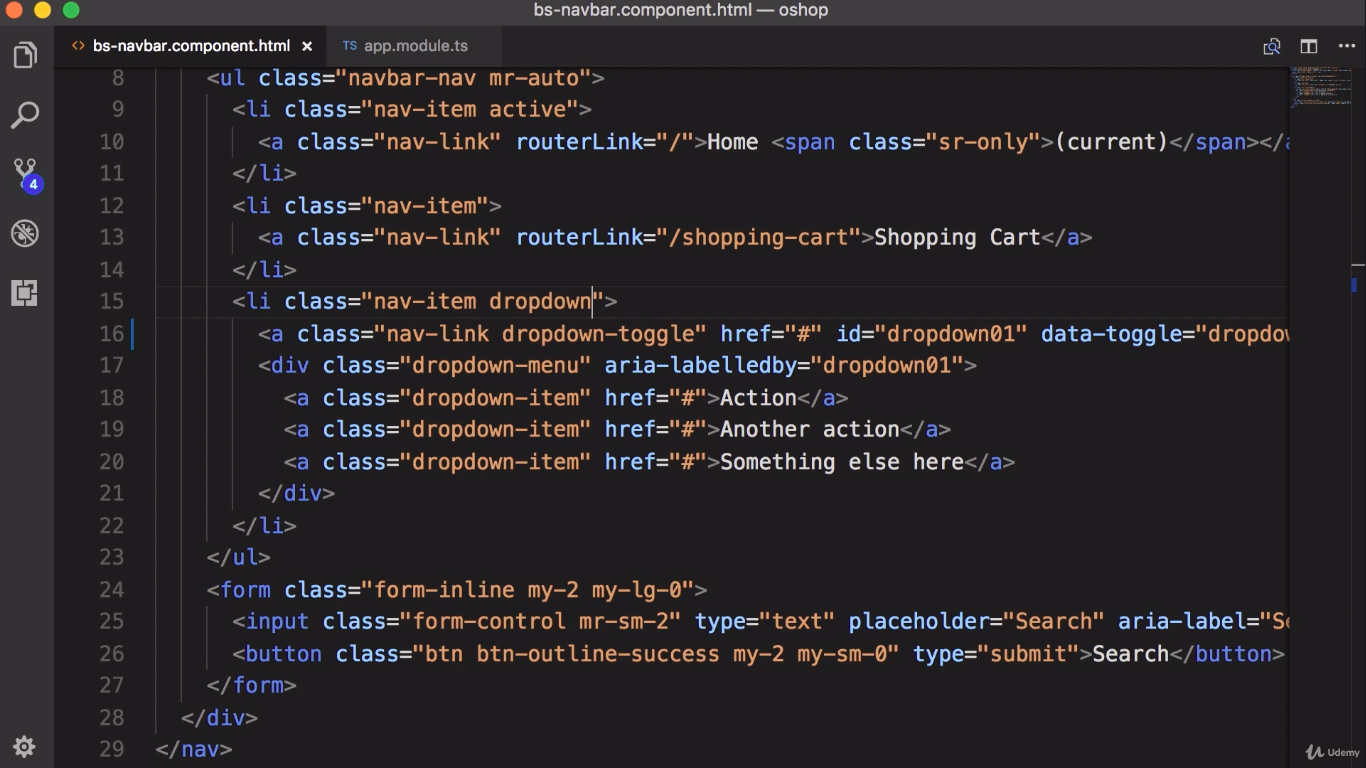 bs-navbar.component.html — oshop
<> bs-navbar.component.html × TS app.module.ts
4
8 <ul class="navbar-nav mr-auto">
9 <li class="nav-item active">
10 <a class="nav-link" routerLink="/">Home <span class="sr-only">(current)</span></a
11 </li>
12 <li class="nav-item">
13 <a class="nav-link" routerLink="/shopping-cart">Shopping Cart</a>
14 </li>
15 <li class="nav-item dropdown">
16 <a class="nav-link dropdown-toggle" href="#" id="dropdown01" data-toggle="dropdow
17 <div class="dropdown-menu" aria-labelledby="dropdown01">
18 <a class="dropdown-item" href="#">Action</a>
19 <a class="dropdown-item" href="#">Another action</a>
20 <a class="dropdown-item" href="#">Something else here</a>
21 </div>
22 </li>
23 </ul>
24 <form class="form-inline my-2 my-lg-0">
25 <input class="form-control mr-sm-2" type="text" placeholder="Search" aria-label="Se
26 <button class="btn btn-outline-success my-2 my-sm-0" type="submit">Search</button>
27 </form>
28 </div>
29 </nav>
Udemy